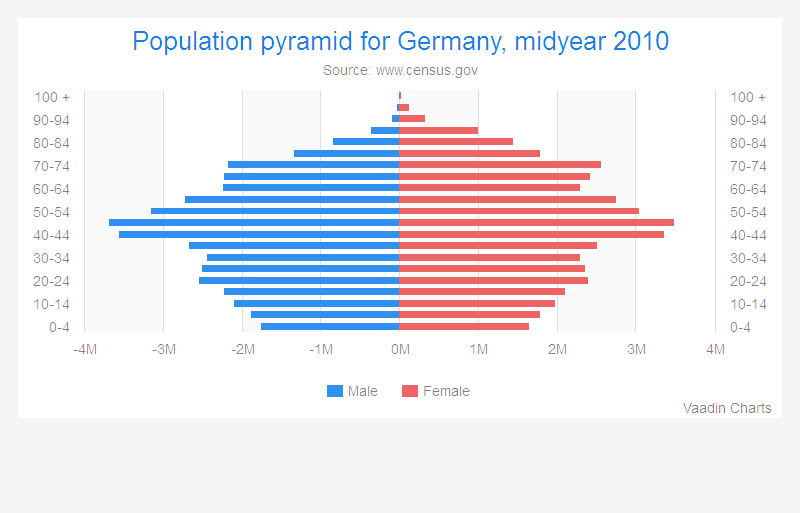 Population pyramid for Germany, midyear 2010
Source: www.census.gov
100 + 100 +
90-94 90-94
80-84 80-84
70-74 70-74
60-64 60-64
50-54 50-54
40-44 40-44
30-34 30-34
20-24 20-24
10-14 10-14
0-4 0-4
-4M -3M -2M -1M 0M 1M 2M 3M 4M
Male Female
Vaadin Charts